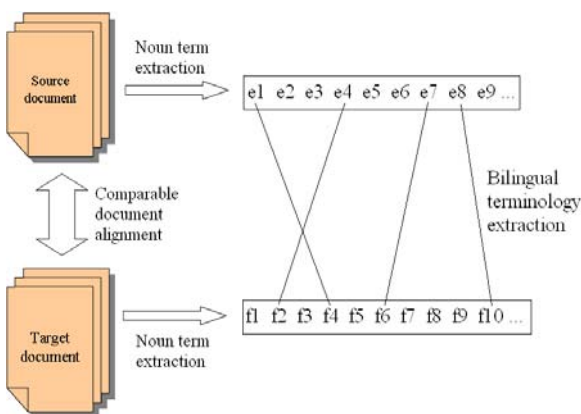 Source
document
Noun term
extraction
e1 e2 e3 e4 e5 e6 e7 e8 e9 ...
Comparable
document
alignment
Bilingual
terminology
extraction
f1 f2 f3 f4 f5 f6 f7 f8 f9 f10 ...
Target
document
Noun term
extraction